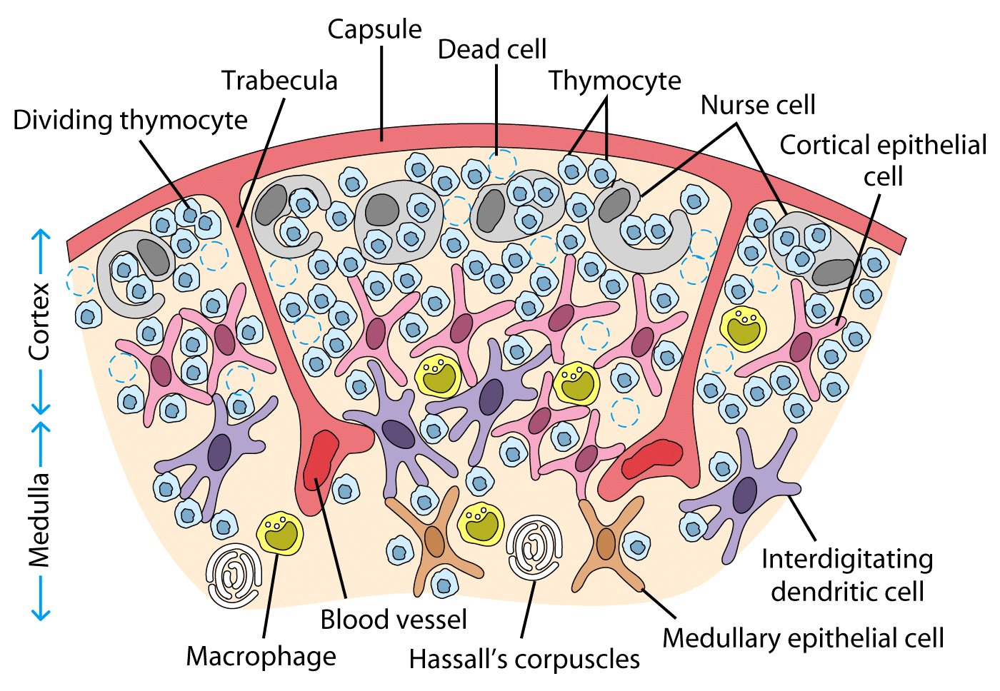 Capsule
Dead cell
Trabecula
Thymocyte
Nurse cell
Dividing thymocyte
Cortical epithelial
cell
Cortex
Medulla
Interdigitating
dendritic cell
Blood vessel
Medullary epithelial cell
Macrophage
Hassall’s corpuscles